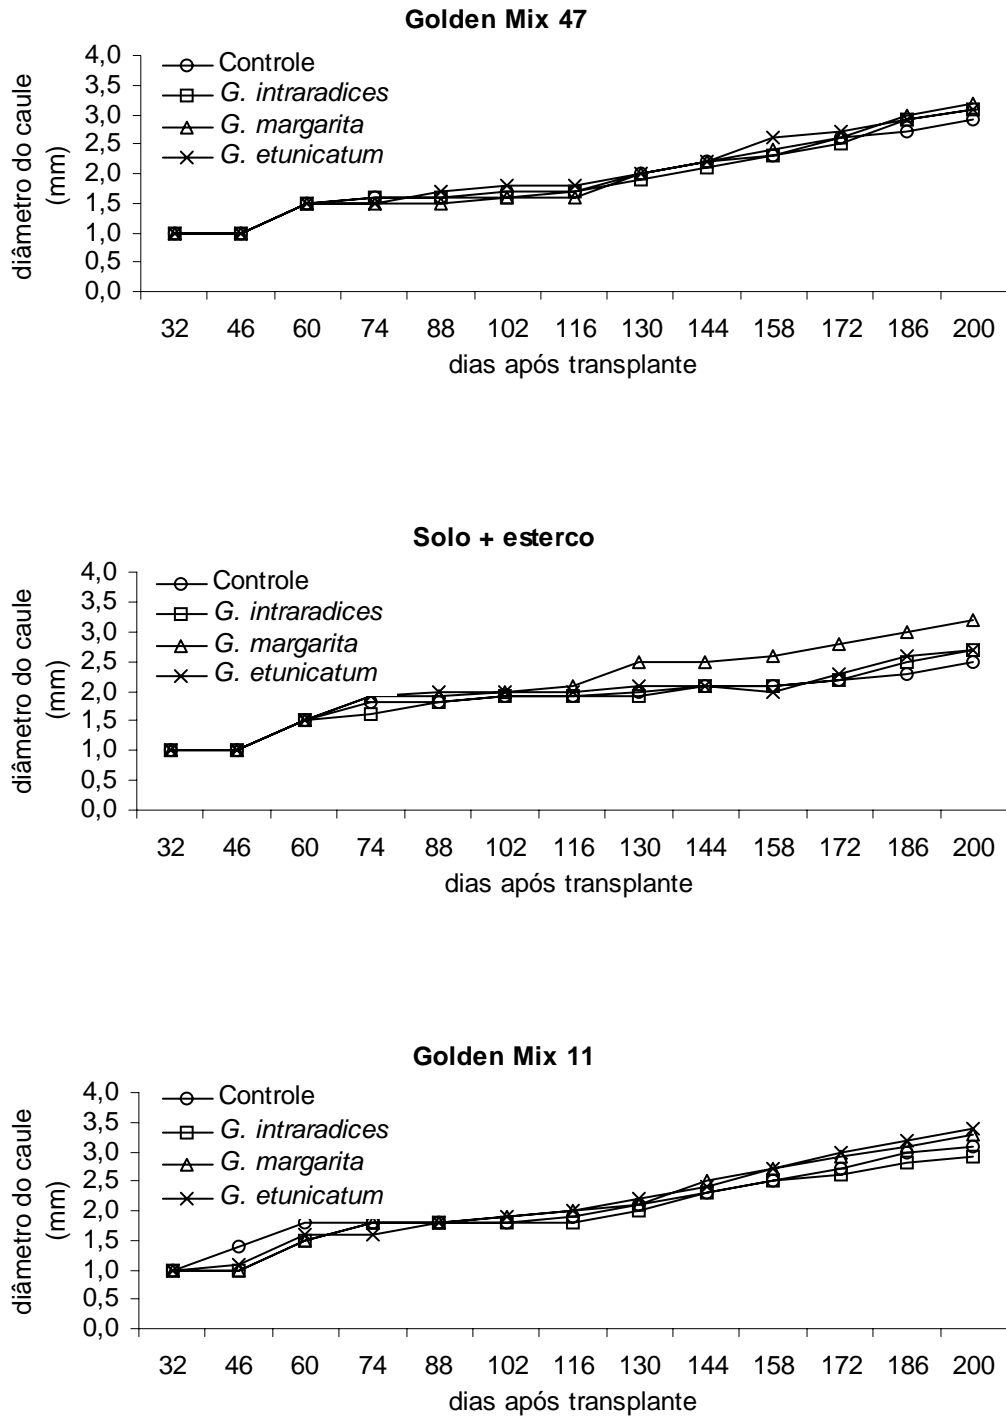 Golden Mix 47
4,0
3,5
3,0
2,5
2,0
1,5
1,0
0,5
0,0
diâmetro do caule
(mm)
Controle
G. intraradices
G. margarita
G. etunicatum
32 46 60 74 88 102 116 130 144 158 172 186 200
dias após transplante
Solo + esterco
4,0
3,5
3,0
2,5
2,0
1,5
1,0
0,5
0,0
diâmetro do caule
(mm)
Controle
G. intraradices
G. margarita
G. etunicatum
32 46 60 74 88 102 116 130 144 158 172 186 200
dias após transplante
Golden Mix 11
4,0
3,5
3,0
2,5
2,0
1,5
1,0
0,5
0,0
diâmetro do caule
(mm)
Controle
G. intraradices
G. margarita
G. etunicatum
32 46 60 74 88 102 116 130 144 158 172 186 200
dias após transplante